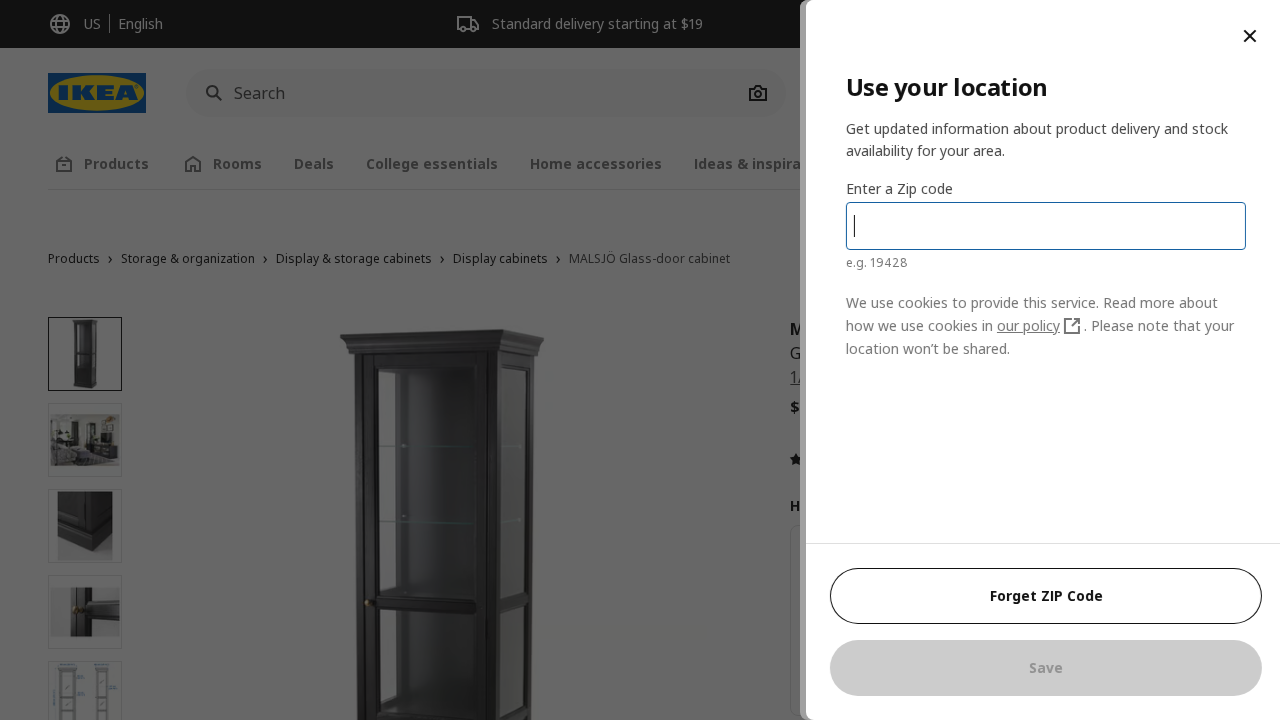 US
English
Standard delivery starting at $19
IKEA
Search
Products
Rooms
Deals
College essentials
Home accessories
Ideas & inspira
Products
Storage & organization
Display & storage cabinets
Display cabinets
MALSJÖ Glass-door cabinet
M
G
1/
$
H
Use your location
Get updated information about product delivery and stock
availability for your area.
Enter a Zip code
e.g. 19428
We use cookies to provide this service. Read more about
how we use cookies in our policy . Please note that your
location won’t be shared.
Forget ZIP Code
Save